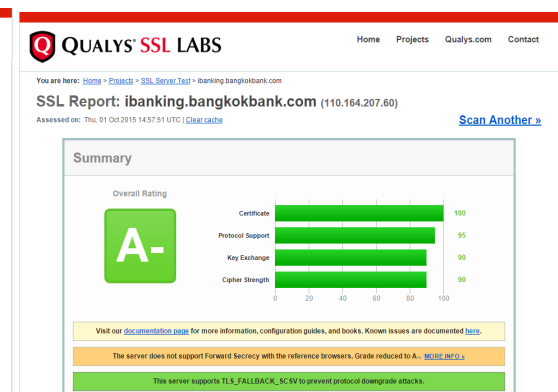 QUALYS® SSL LABS
Home Projects Qualys.com Contact
You are here: Home > Projects > SSL Server Test > ibanking.bangkokbank.com
SSL Report: ibanking.bangkokbank.com (110.164.207.60)
Assessed on: Thu, 01 Oct 2015 14:57:51 UTC | Clear cache
Scan Another »
Summary
Overall Rating
A-
Certificate 100
Protocol Support 95
Key Exchange 90
Cipher Strength 90
0 20 40 60 80 100
Visit our documentation page for more information, configuration guides, and books. Known issues are documented here.
The server does not support Forward Secrecy with the reference browsers. Grade reduced to A-. MORE INFO »
This server supports TLS_FALLBACK_SCSV to prevent protocol downgrade attacks.